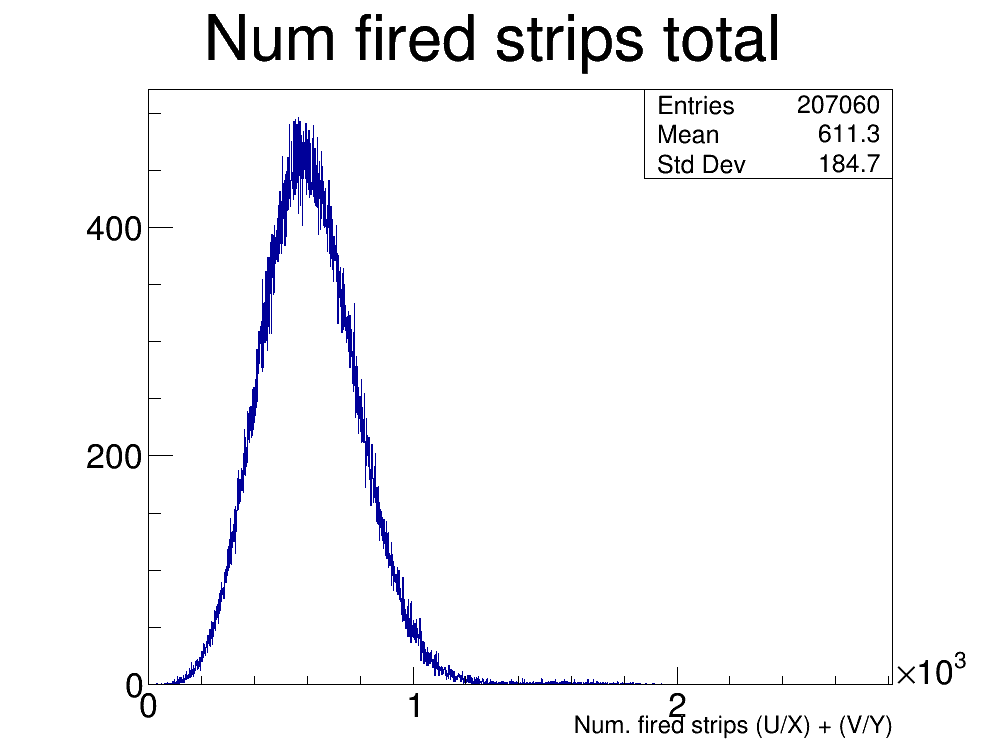 Num fired strips total
Entries 207060
Mean 611.3
Std Dev 184.7
400
200
0
0 1 2 ×10³
Num. fired strips (U/X) + (V/Y)